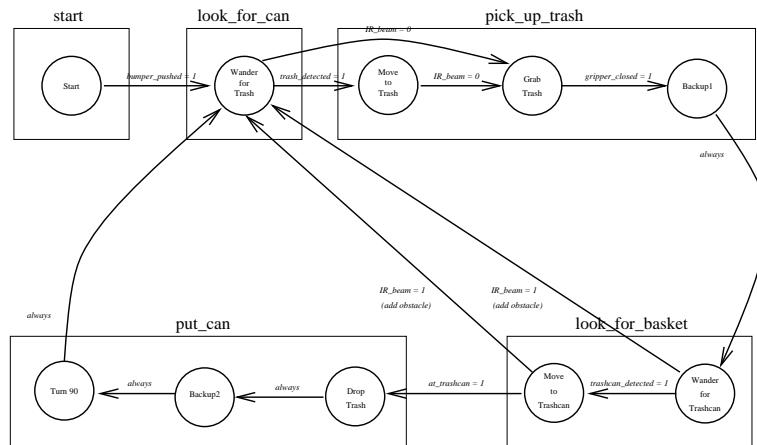 start
look_for_can
pick_up_trash
IR_beam = 0
Start
bumper_pushed = 1
Wander
for
Trash
trash_detected = 1
Move
to
Trash
IR_beam = 0
Grab
Trash
gripper_closed = 1
Backup1
always
IR_beam = 1
(add obstacle)
IR_beam = 1
(add obstacle)
always
put_can
look_for_basket
Turn 90
always
Backup2
always
Drop
Trash
at_trashcan = 1
Move
to
Trashcan
trashcan_detected = 1
Wander
for
Trashcan